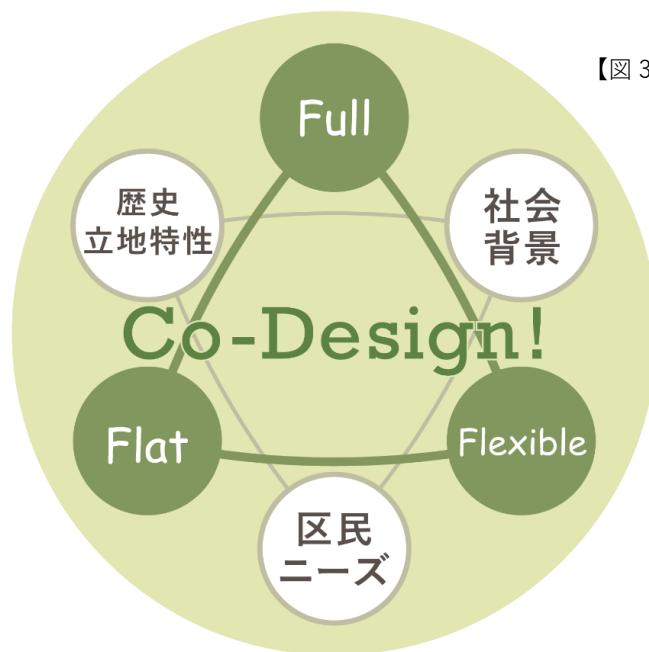 【図 3
Full
歴史
立地特性
社会
背景
Co-Design!
Flat
Flexible
区民
ニーズ